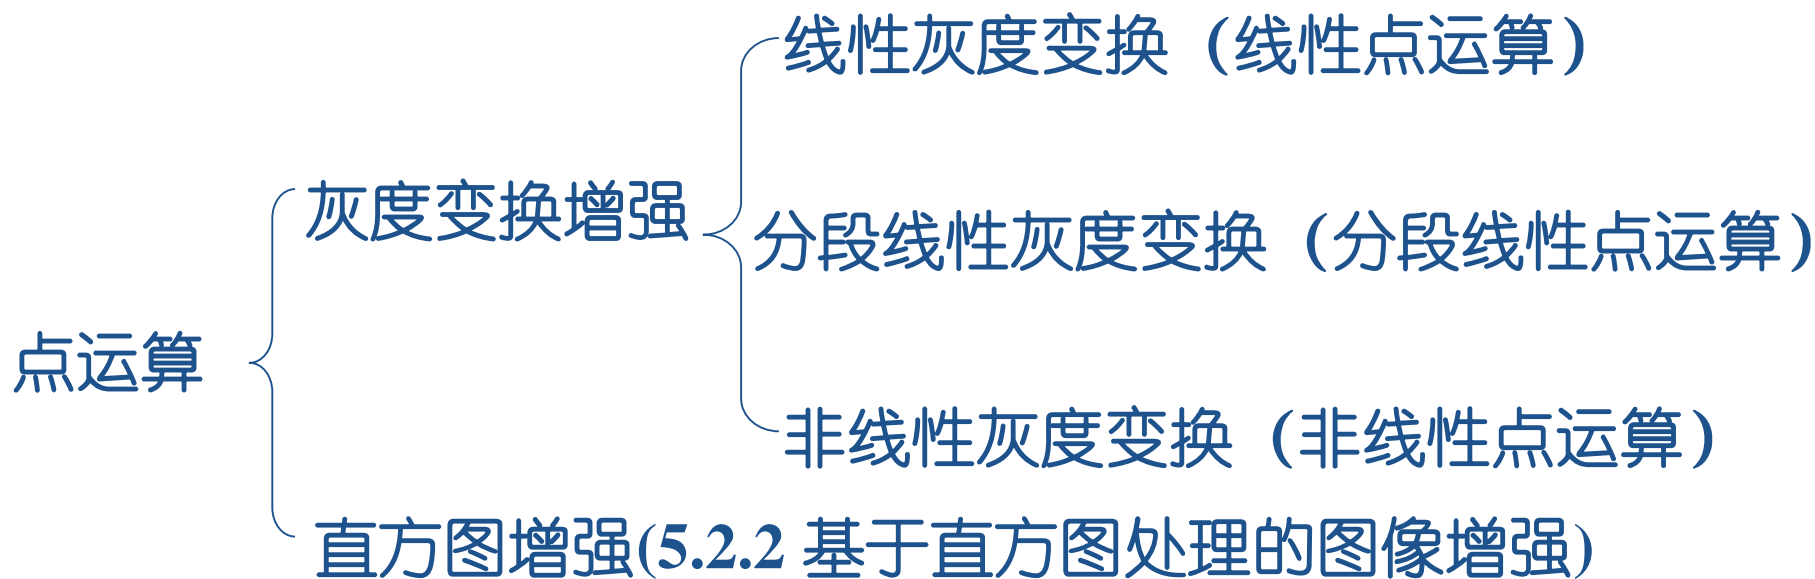 线性灰度变换（线性点运算）
灰度变换增强
分段线性灰度变换（分段线性点运算）
点运算
非线性灰度变换（非线性点运算）
直方图增强(5.2.2 基于直方图处理的图像增强)